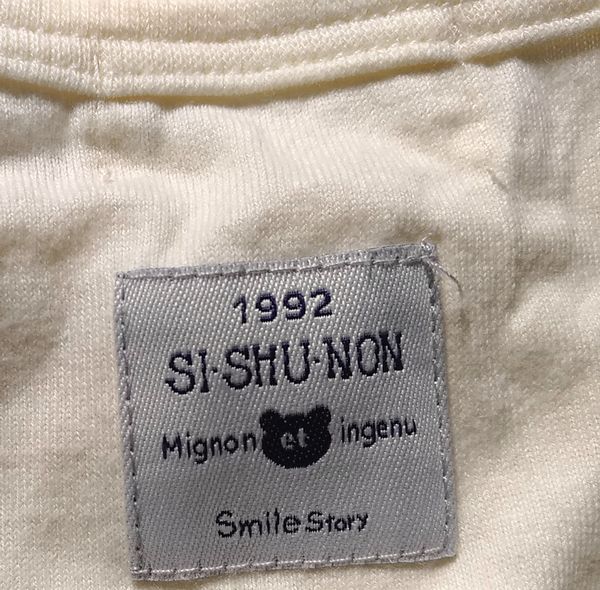 1992
SI·SHU·NON
Mignon et ingenu
Smile Story